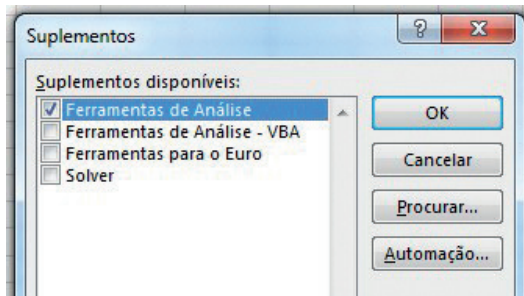 Suplementos
Suplementos disponíveis:
Ferramentas de Análise
Ferramentas de Análise - VBA
Ferramentas para o Euro
Solver
OK
Cancelar
Procurar...
Automação...